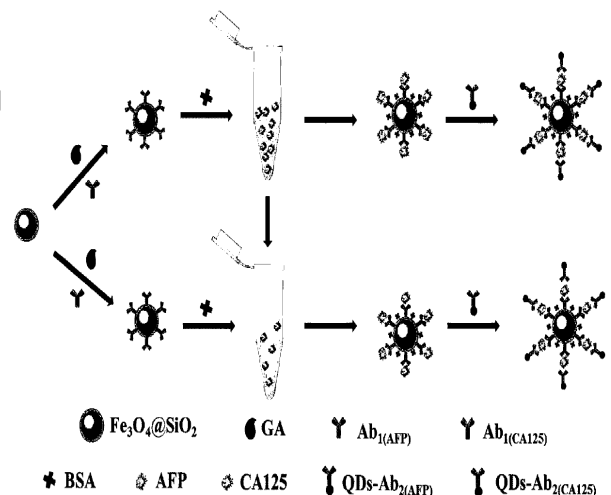 Fe₃O₄@SiO₂ GA Ab₁₍AFP₎ Ab₁₍CA125₎
BSA AFP CA125 QDs-Ab₂₍AFP₎ QDs-Ab₂₍CA125₎